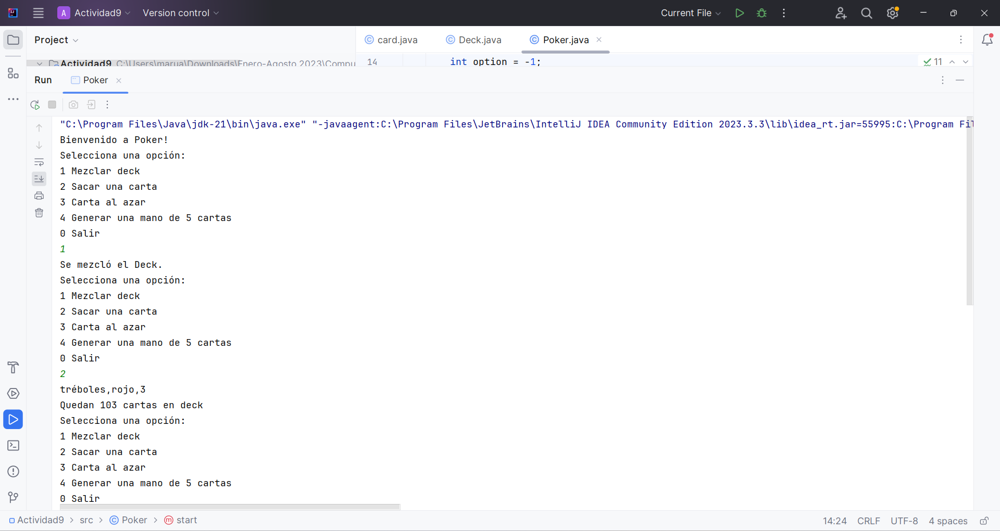 A Actividad9 Version control Current File
Project card.java Deck.java Poker.java
Actividad9 C:\Users\marua\Downloads\Enero-Agosto 2023\Compu 14 int option = -1; 11
Run Poker
"C:\Program Files\Java\jdk-21\bin\java.exe" "-javaagent:C:\Program Files\JetBrains\IntelliJ IDEA Community Edition 2023.3.3\lib\idea_rt.jar=55995:C:\Program Fil
Bienvenido a Poker!
Selecciona una opción:
1 Mezclar deck
2 Sacar una carta
3 Carta al azar
4 Generar una mano de 5 cartas
0 Salir
1
Se mezcló el Deck.
Selecciona una opción:
1 Mezclar deck
2 Sacar una carta
3 Carta al azar
4 Generar una mano de 5 cartas
0 Salir
2
tréboles,rojo,3
Quedan 103 cartas en deck
Selecciona una opción:
1 Mezclar deck
2 Sacar una carta
3 Carta al azar
4 Generar una mano de 5 cartas
0 Salir
Actividad9 > src > Poker > start 14:24 CRLF UTF-8 4 spaces